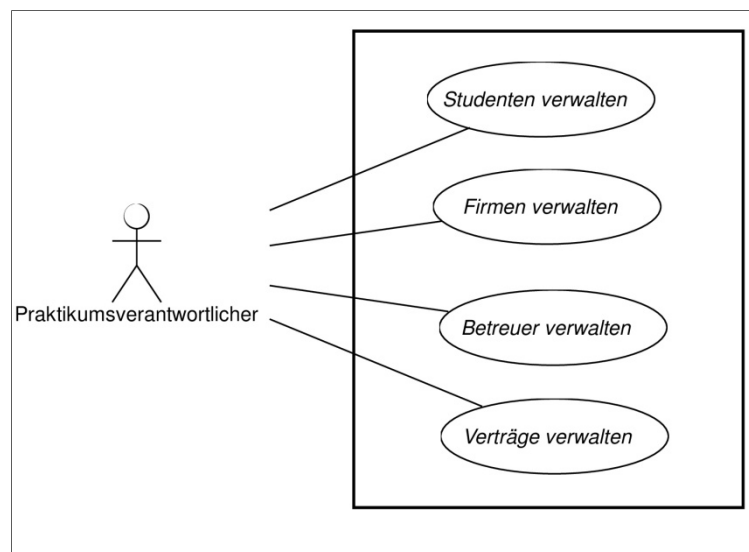 Studenten verwalten
Firmen verwalten
Praktikumsverantwortlicher
Betreuer verwalten
Verträge verwalten